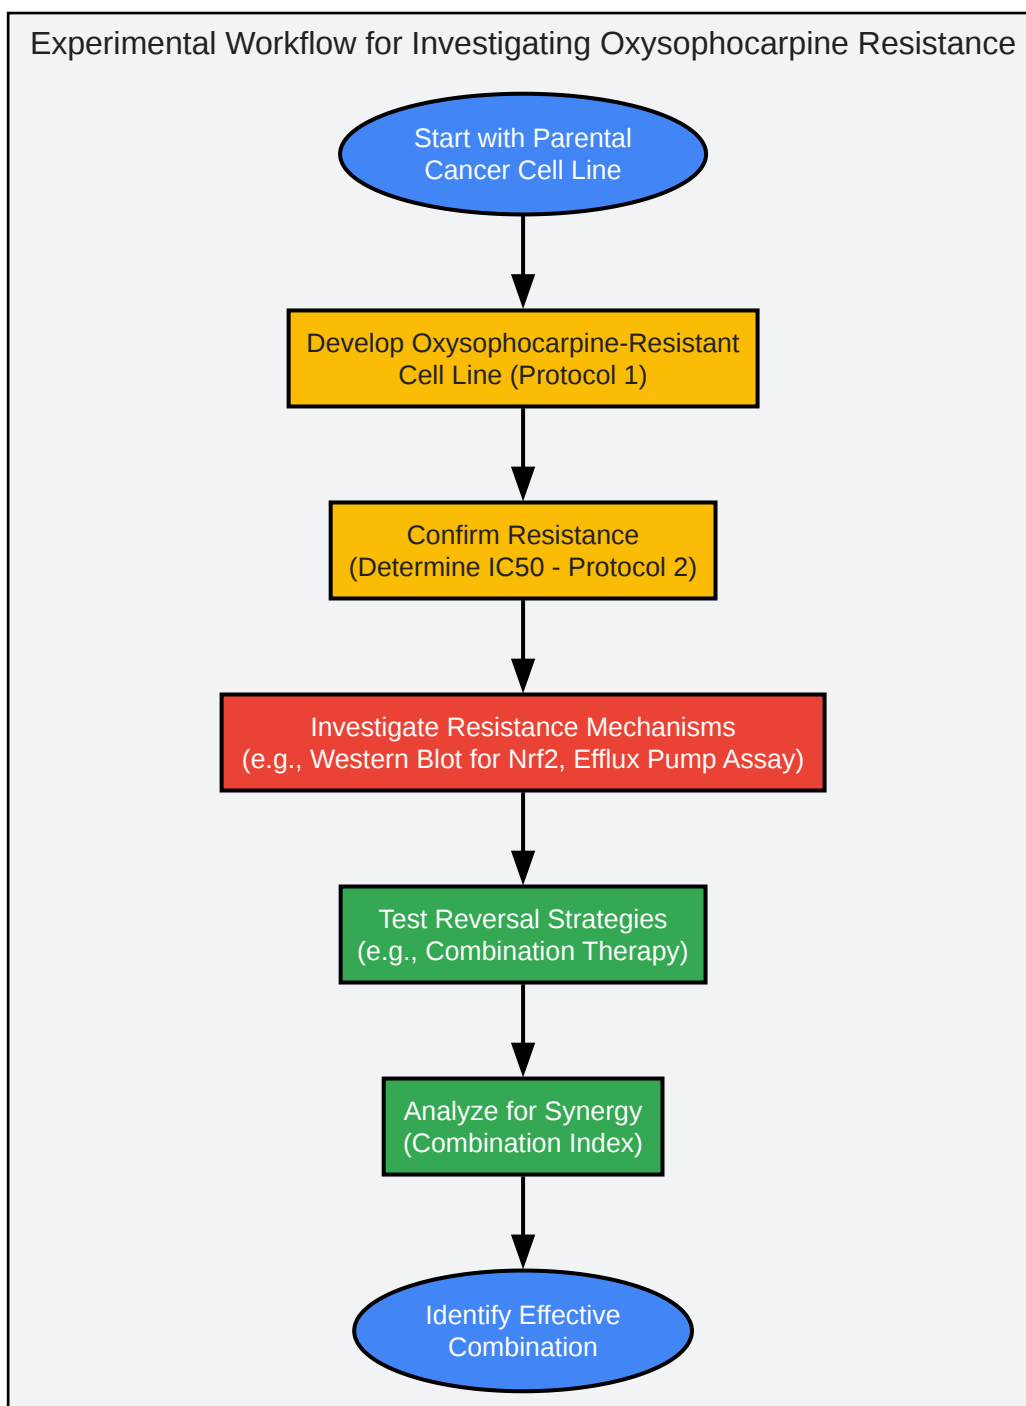 Experimental Workflow for Investigating Oxysophocarpine Resistance
Start with Parental
Cancer Cell Line
Develop Oxysophocarpine-Resistant
Cell Line (Protocol 1)
Confirm Resistance
(Determine IC50 - Protocol 2)
Investigate Resistance Mechanisms
(e.g., Western Blot for Nrf2, Efflux Pump Assay)
Test Reversal Strategies
(e.g., Combination Therapy)
Analyze for Synergy
(Combination Index)
Identify Effective
Combination